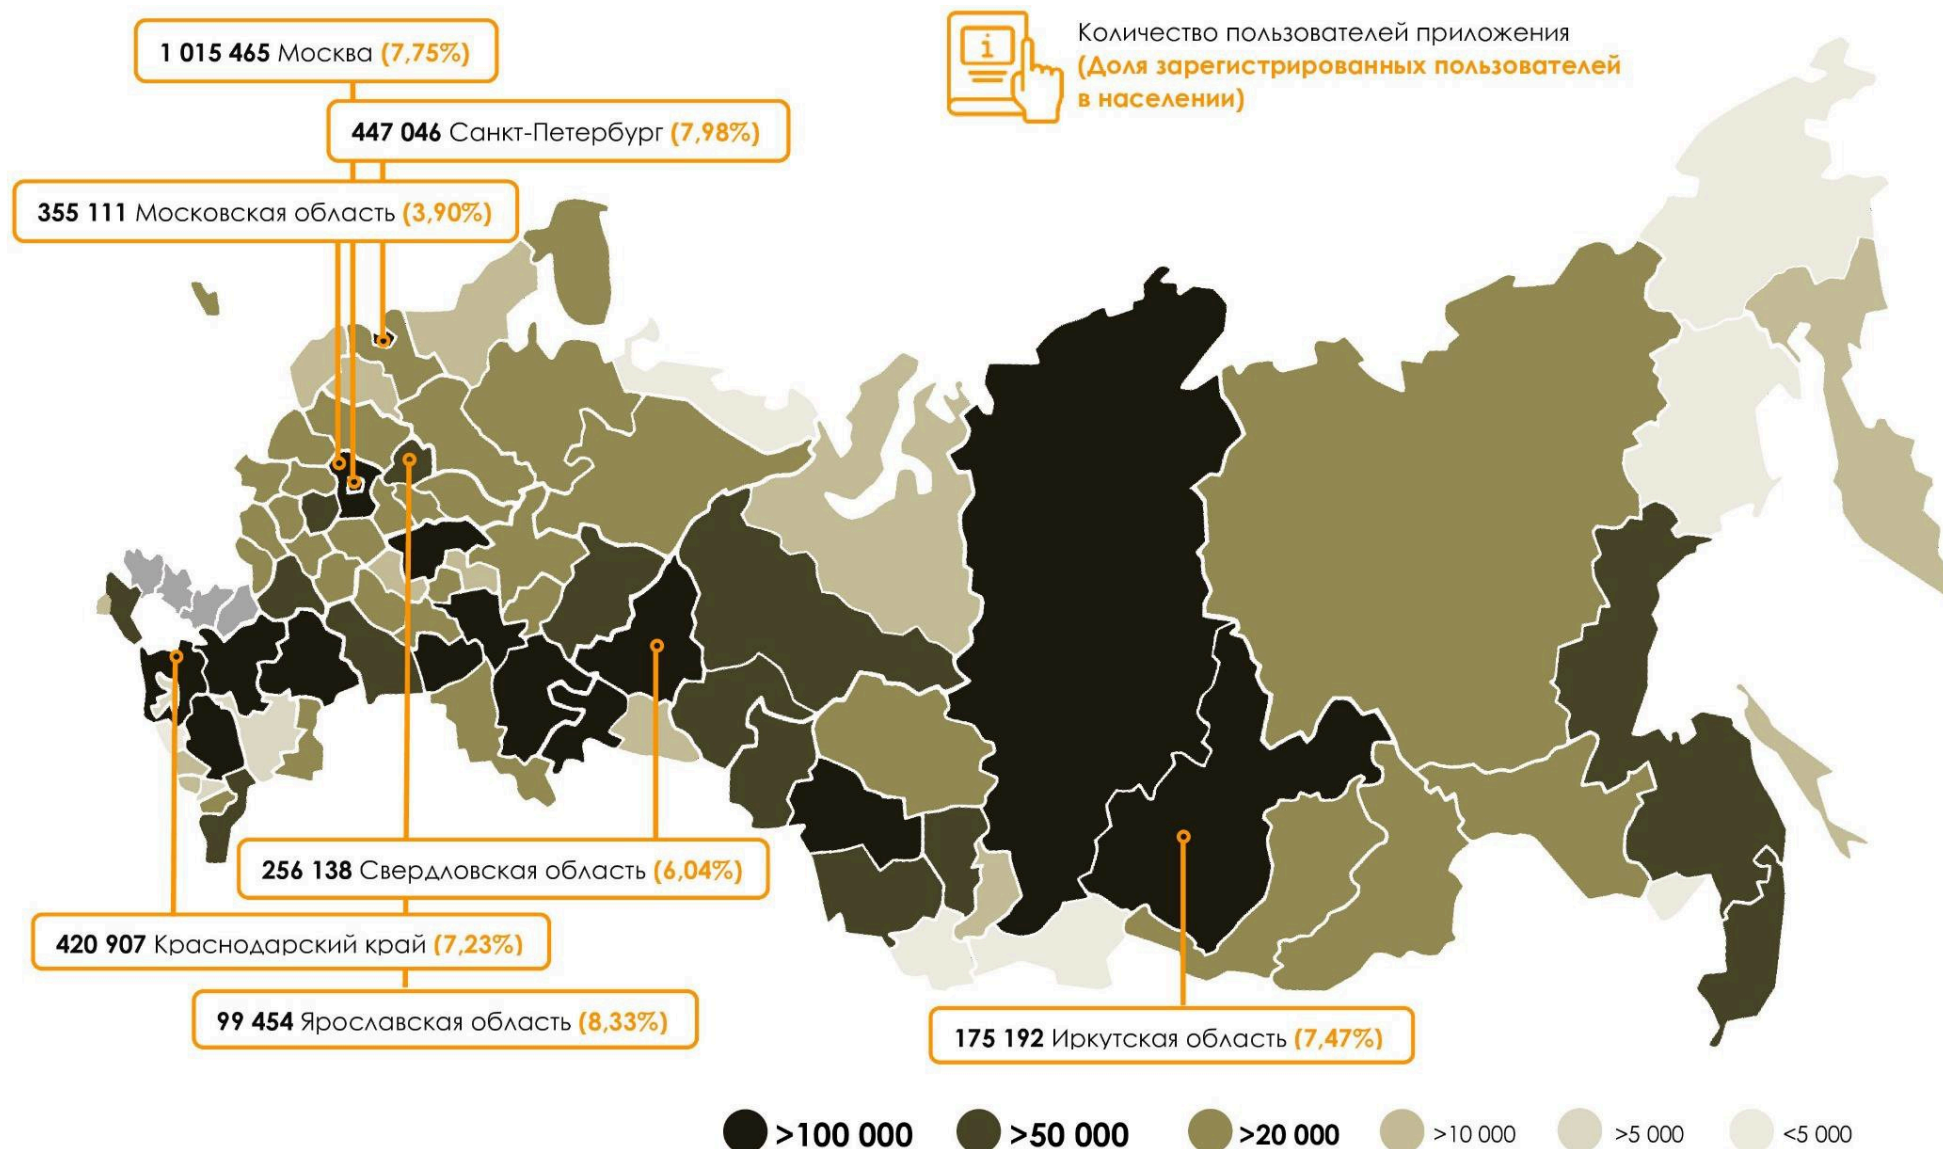 1 015 465 Москва (7,75%)
Количество пользователей приложения
(Доля зарегистрированных пользователей
в населении)
i
447 046 Санкт-Петербург (7,98%)
355 111 Московская область (3,90%)
256 138 Свердловская область (6,04%)
420 907 Краснодарский край (7,23%)
99 454 Ярославская область (8,33%)
175 192 Иркутская область (7,47%)
>100 000
>50 000
>20 000
>10 000
>5 000
<5 000